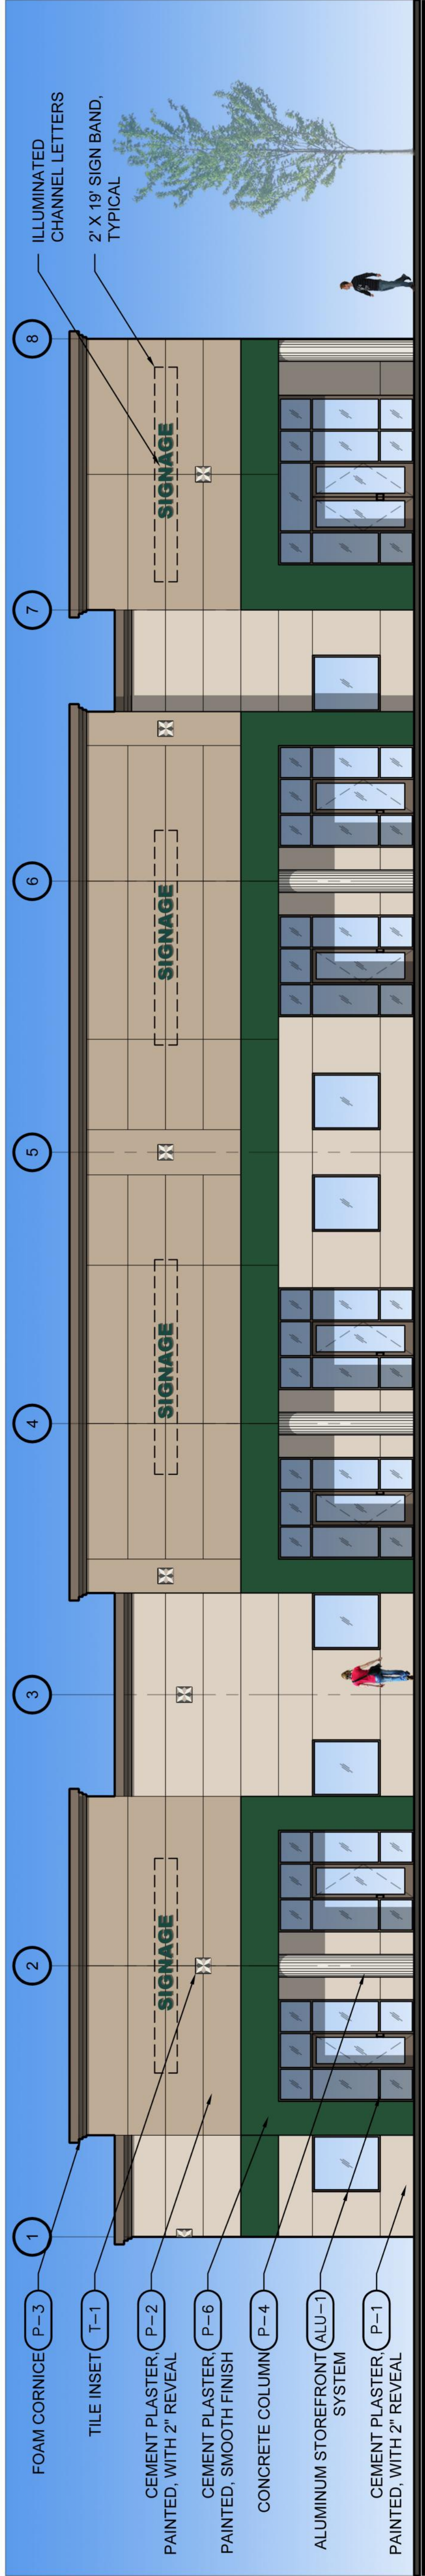 1
2
3
4
5
6
7
8
FOAM CORNICE P-3
TILE INSET T-1
CEMENT PLASTER, P-2
PAINTED, WITH 2" REVEAL
CEMENT PLASTER, P-6
PAINTED, SMOOTH FINISH
CONCRETE COLUMN P-4
ALUMINUM STOREFRONT ALU-1
SYSTEM
CEMENT PLASTER, P-1
PAINTED, WITH 2" REVEAL
SIGNAGE
SIGNAGE
SIGNAGE
SIGNAGE
ILLUMINATED
CHANNEL LETTERS
2' X 19' SIGN BAND,
TYPICAL